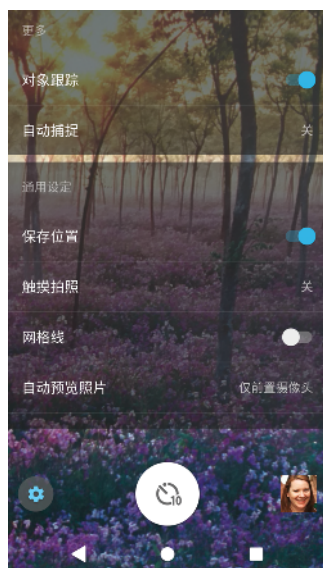 更多
对象跟踪
自动捕捉 关
通用设定
保存位置
触摸拍照 关
网格线
自动预览照片 仅前置摄像头
10